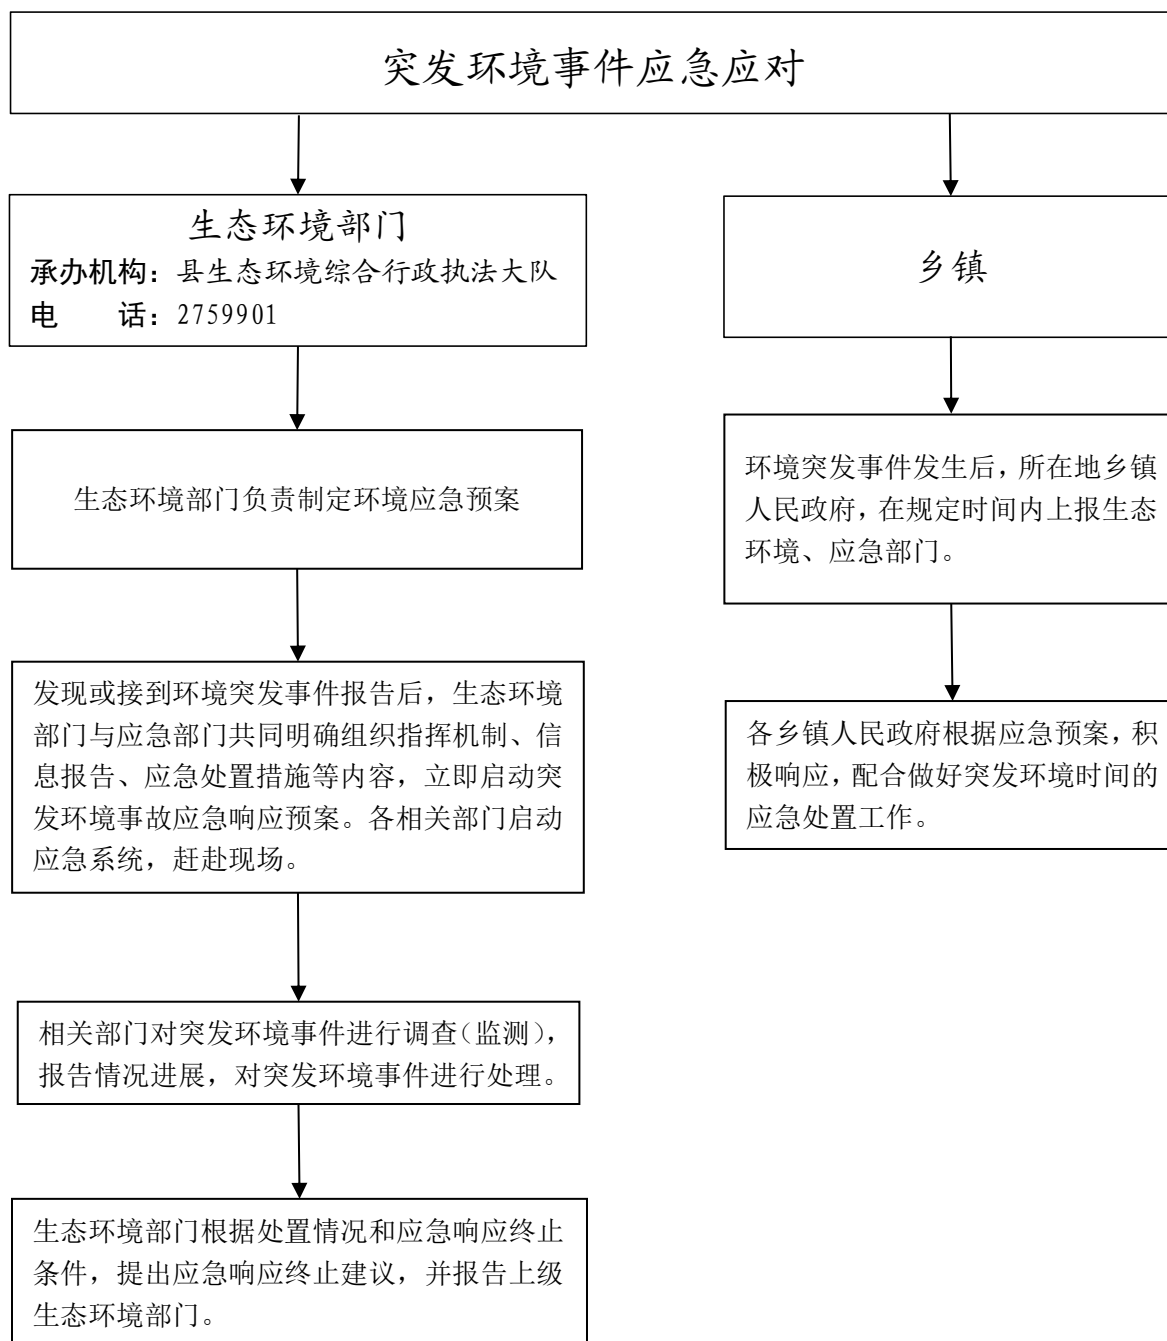 突发环境事件应急应对
生态环境部门
承办机构：县生态环境综合行政执法大队
电　　话：2759901
生态环境部门负责制定环境应急预案
发现或接到环境突发事件报告后，生态环境
部门与应急部门共同明确组织指挥机制、信
息报告、应急处置措施等内容，立即启动突
发环境事故应急响应预案。各相关部门启动
应急系统，赶赴现场。
相关部门对突发环境事件进行调查（监测），
报告情况进展，对突发环境事件进行处理。
生态环境部门根据处置情况和应急响应终止
条件，提出应急响应终止建议，并报告上级
生态环境部门。
乡镇
环境突发事件发生后，所在地乡镇
人民政府，在规定时间内上报生态
环境、应急部门。
各乡镇人民政府根据应急预案，积
极响应，配合做好突发环境时间的
应急处置工作。